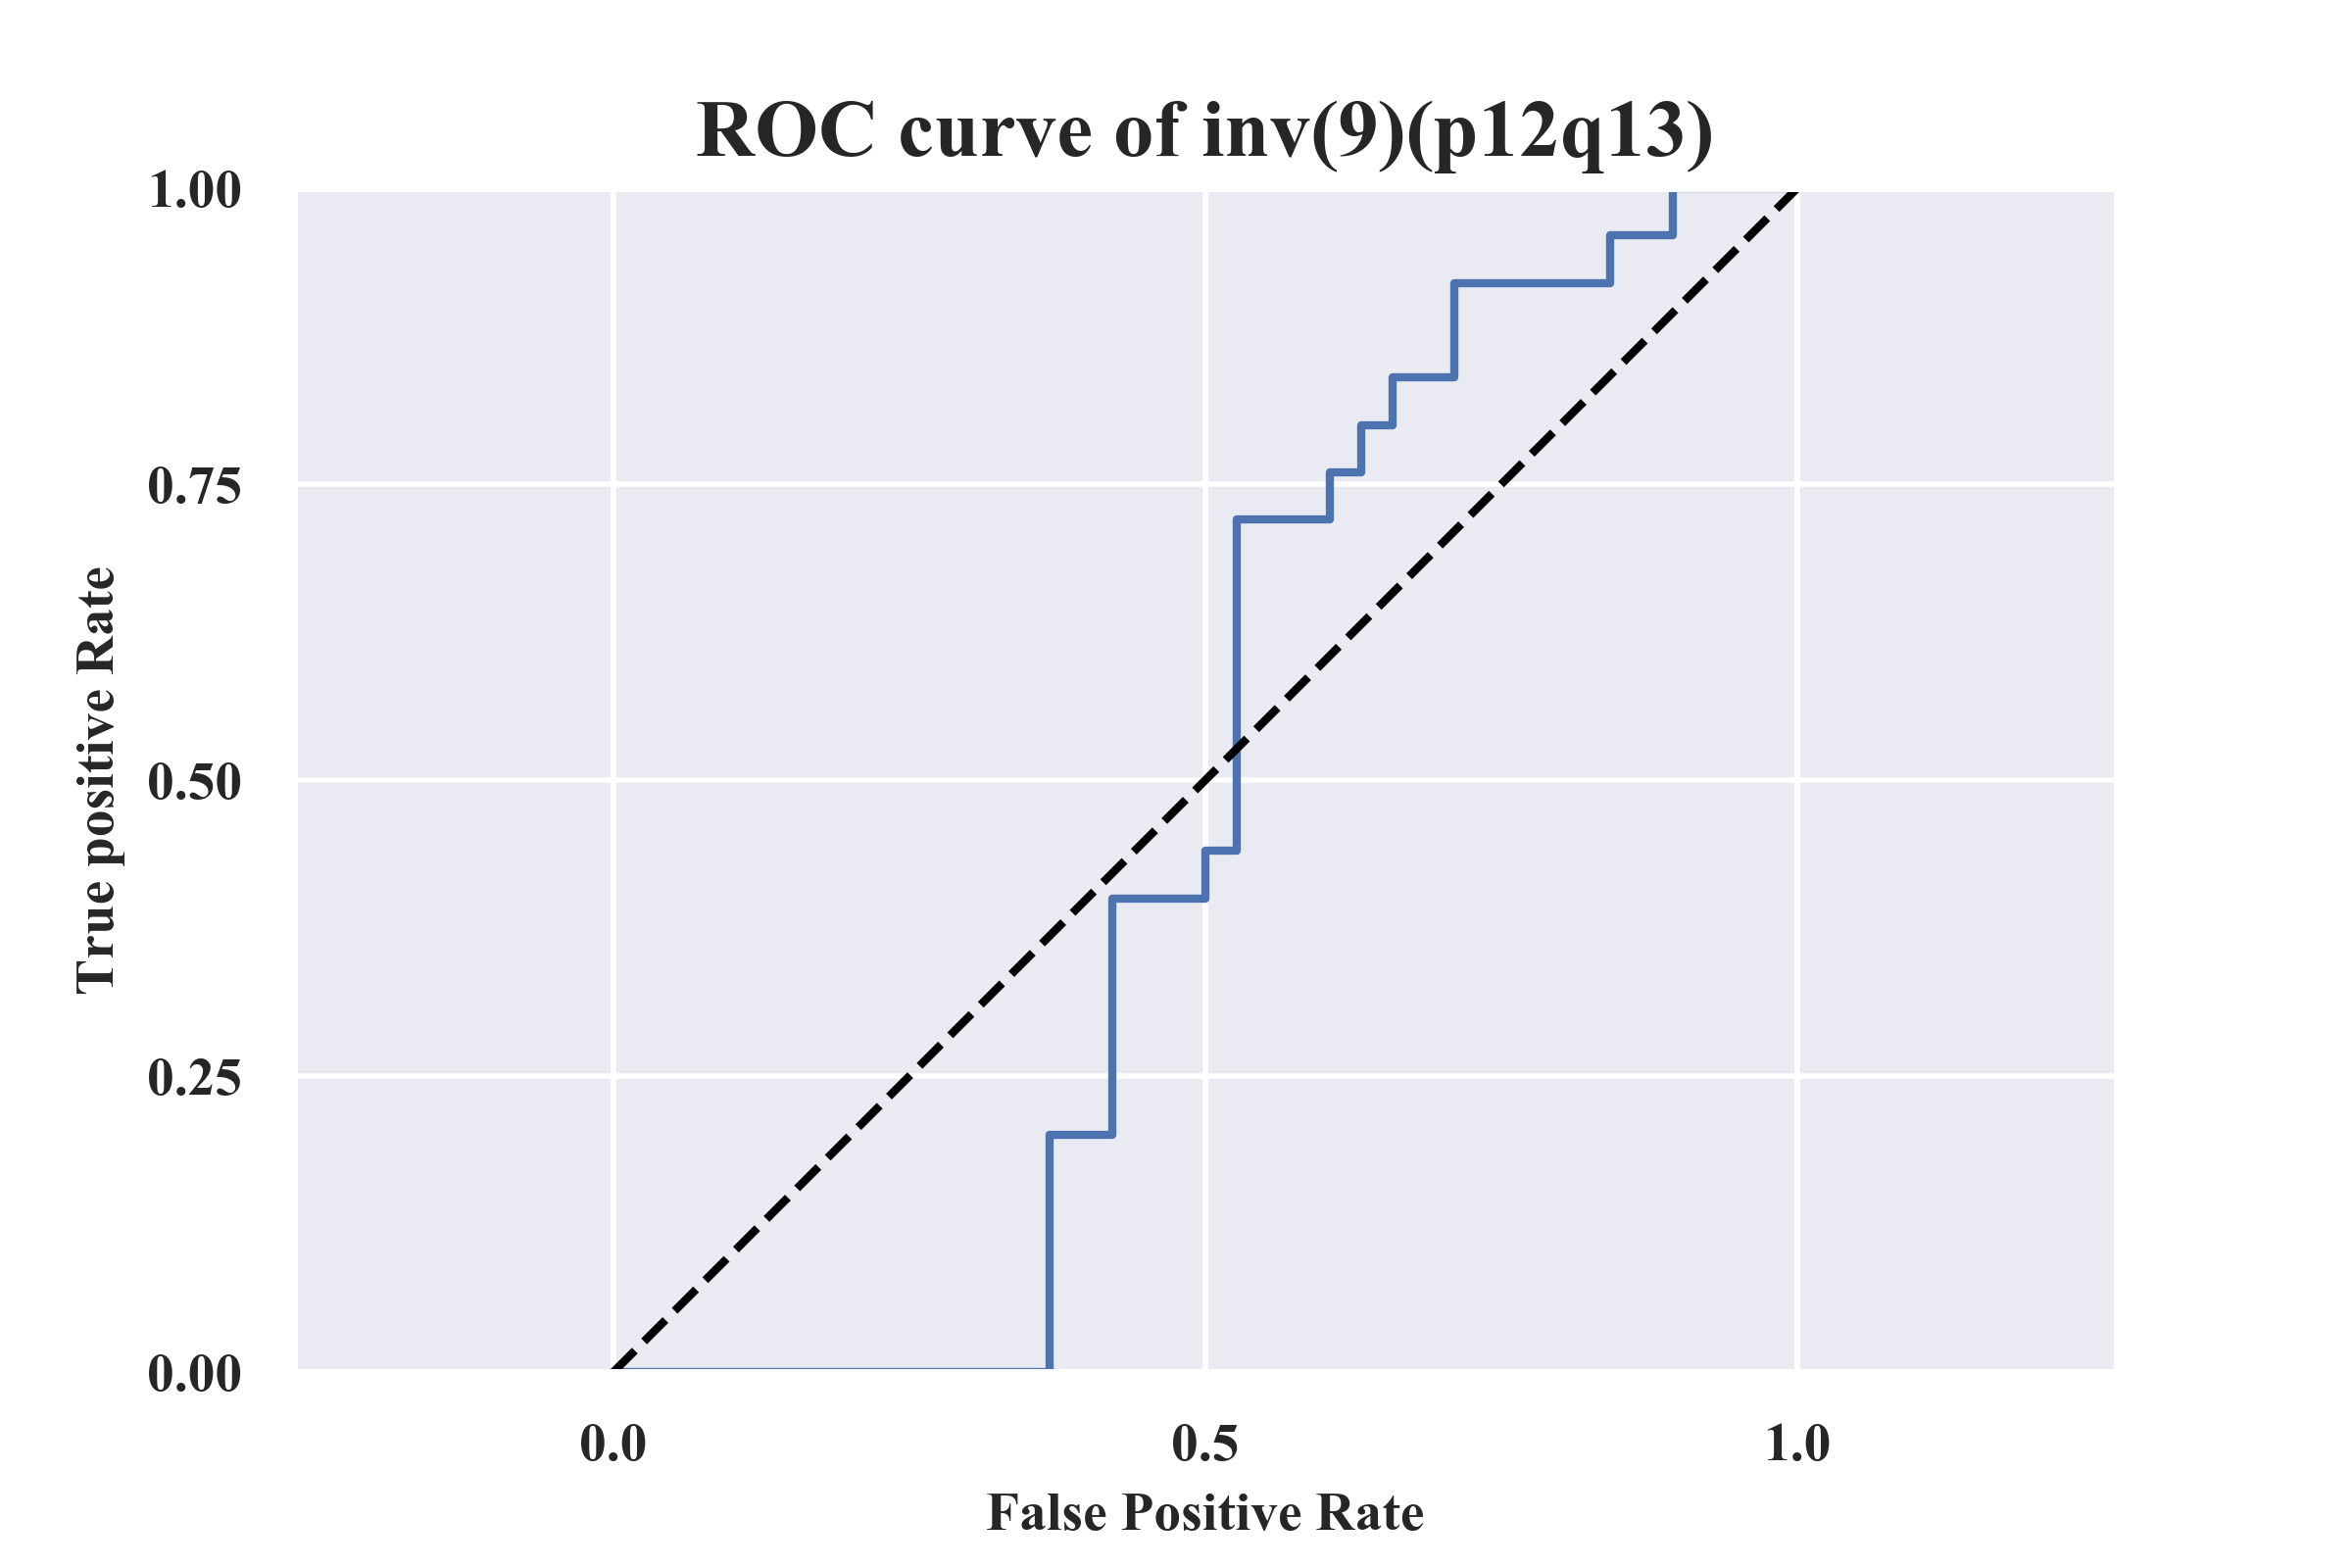 ROC curve of inv(9)(p12q13)
1.00
0.75
0.50
0.25
0.00
True positive Rate
0.0 0.5 1.0
False Positive Rate